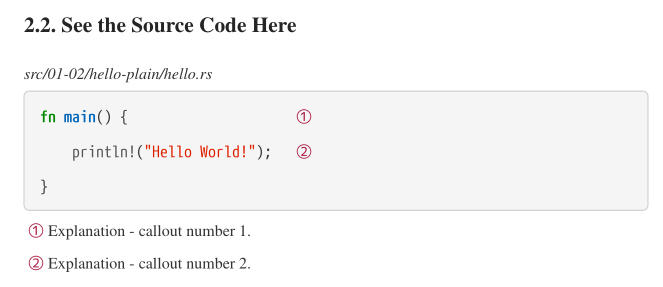 2.2. See the Source Code Here
src/01-02/hello-plain/hello.rs
fn main() { ①
println!("Hello World!"); ②
}
① Explanation - callout number 1.
② Explanation - callout number 2.